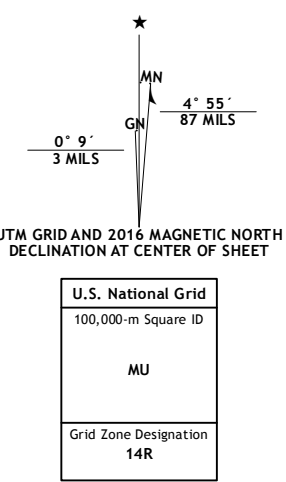 ★
MN
GN
4° 55´
87 MILS
0° 9´
3 MILS
UTM GRID AND 2016 MAGNETIC NORTH
DECLINATION AT CENTER OF SHEET
U.S. National Grid
100,000-m Square ID
MU
Grid Zone Designation
14R